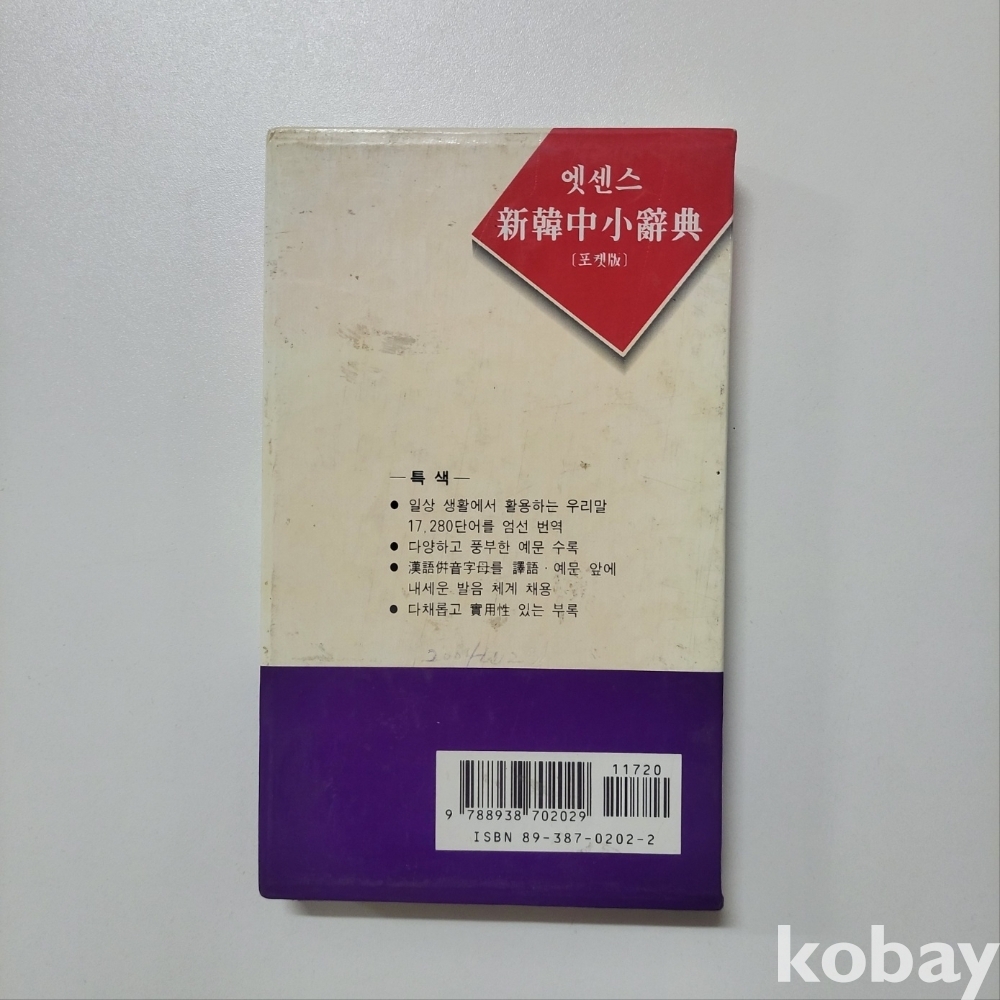 엣센스
新韓中小辭典
〔포켓版〕
—특 색—
● 일상 생활에서 활용하는 우리말
17,280단어를 엄선 번역
● 다양하고 풍부한 예문 수록
● 漢語倂音字母를 譯語·예문 앞에
내세운 발음 체계 채용
● 다채롭고 實用性 있는 부록
11720
9 788938 702029
ISBN 89-387-0202-2
kobay